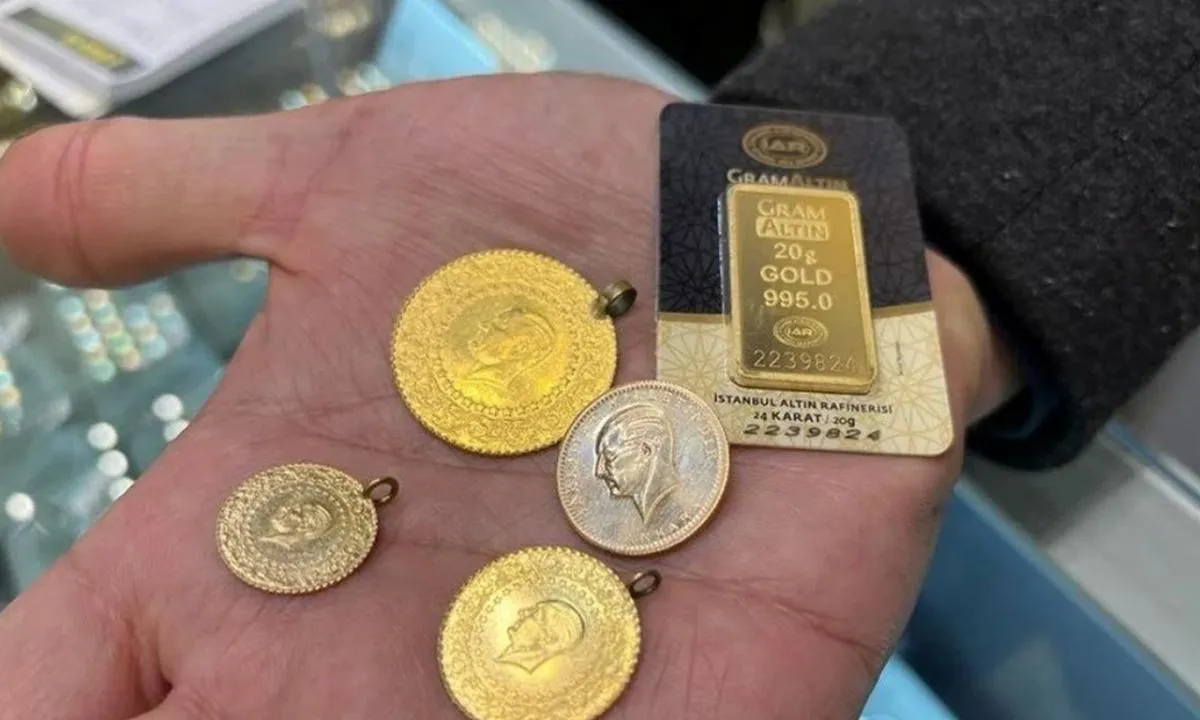 IAR
GRAMALTIN
GRAM
ALTIN
20g
GOLD
995.0
IAR
2239824
İSTANBUL ALTIN RAFİNERİSİ
24 KARAT / 20g
2239824